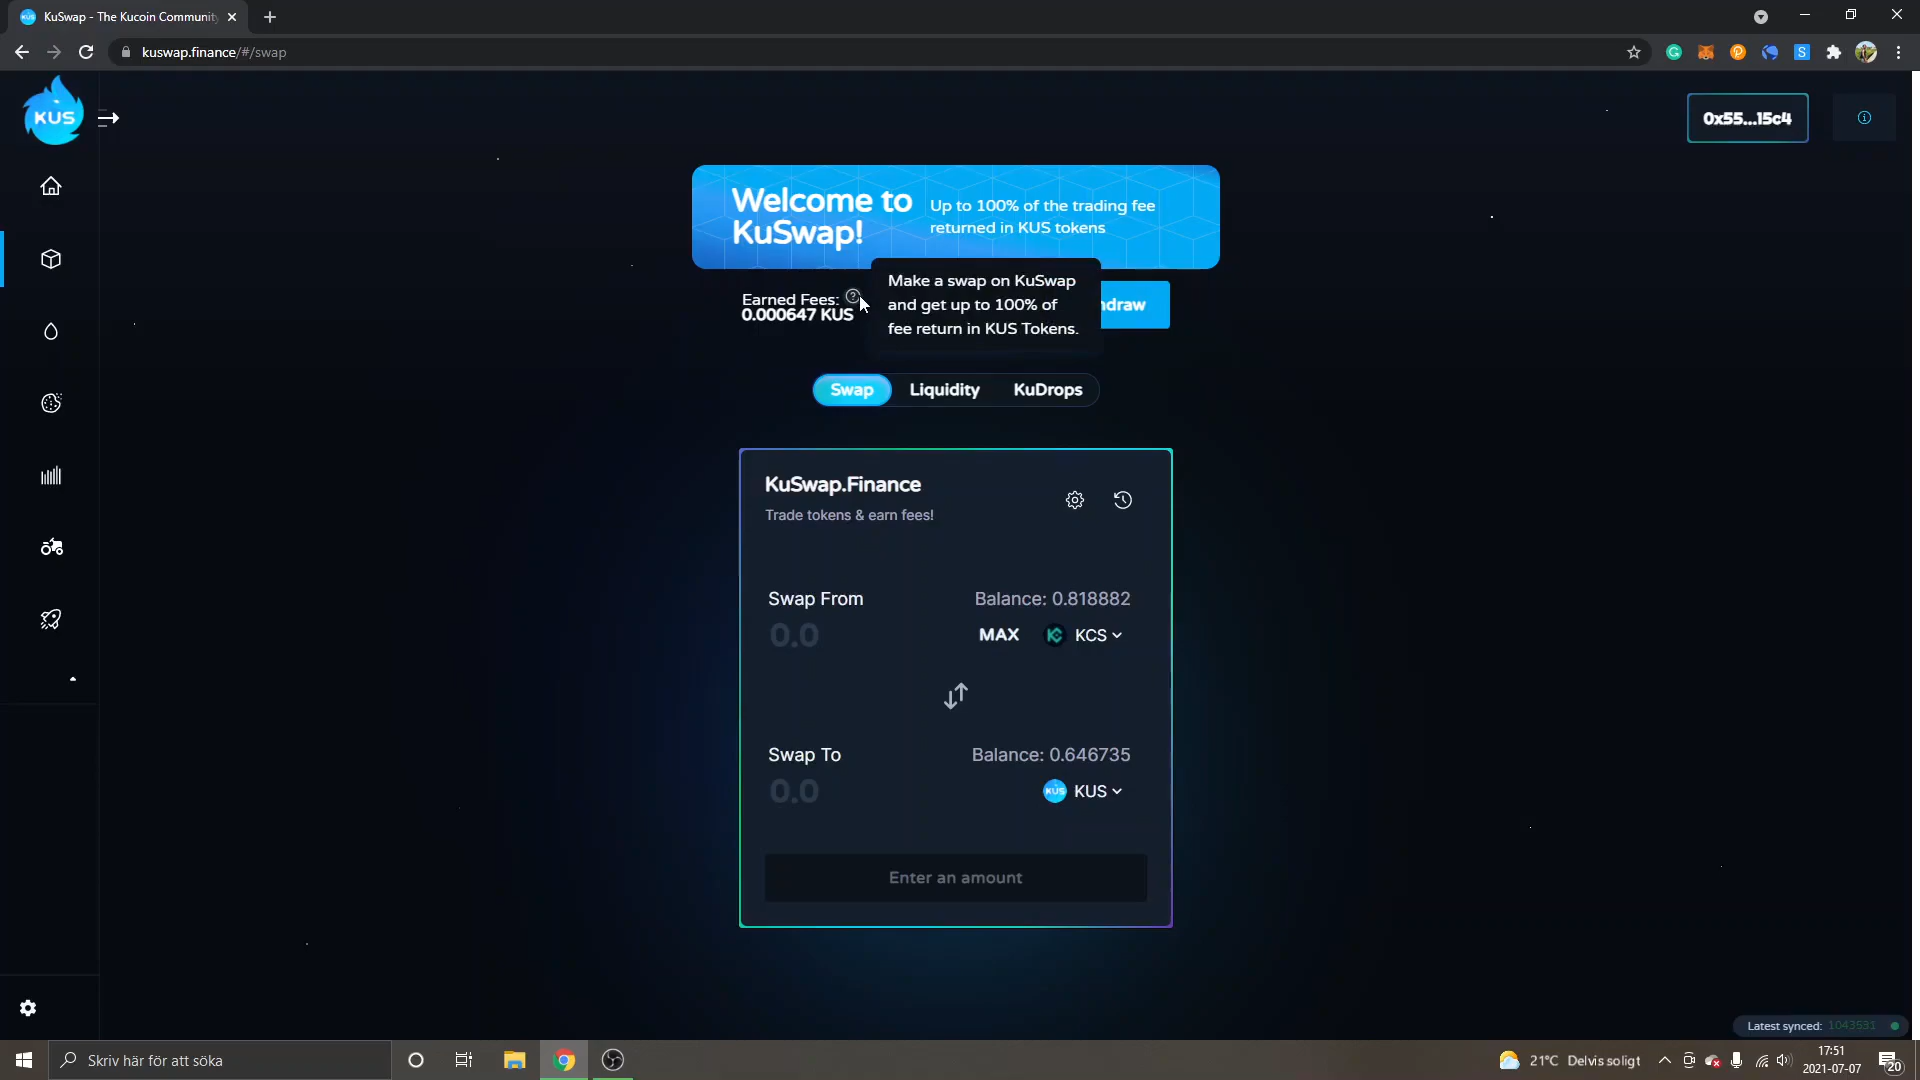 KuSwap - The Kucoin Community
kuswap.finance/#/swap
KUS
0x55...15c4
Welcome to
KuSwap!
Up to 100% of the trading fee
returned in KUS tokens
Make a swap on KuSwap
and get up to 100% of
fee return in KUS Tokens.
Earned Fees:
0.000647 KUS
hdraw
Swap
Liquidity
KuDrops
KuSwap.Finance
Trade tokens & earn fees!
Swap From
Balance: 0.818882
0.0
MAX
KCS
Swap To
Balance: 0.646735
0.0
KUS
KUS
Enter an amount
Latest synced: 1043531
Skriv här för att söka
21°C Delvis soligt
17:51
2021-07-07
20